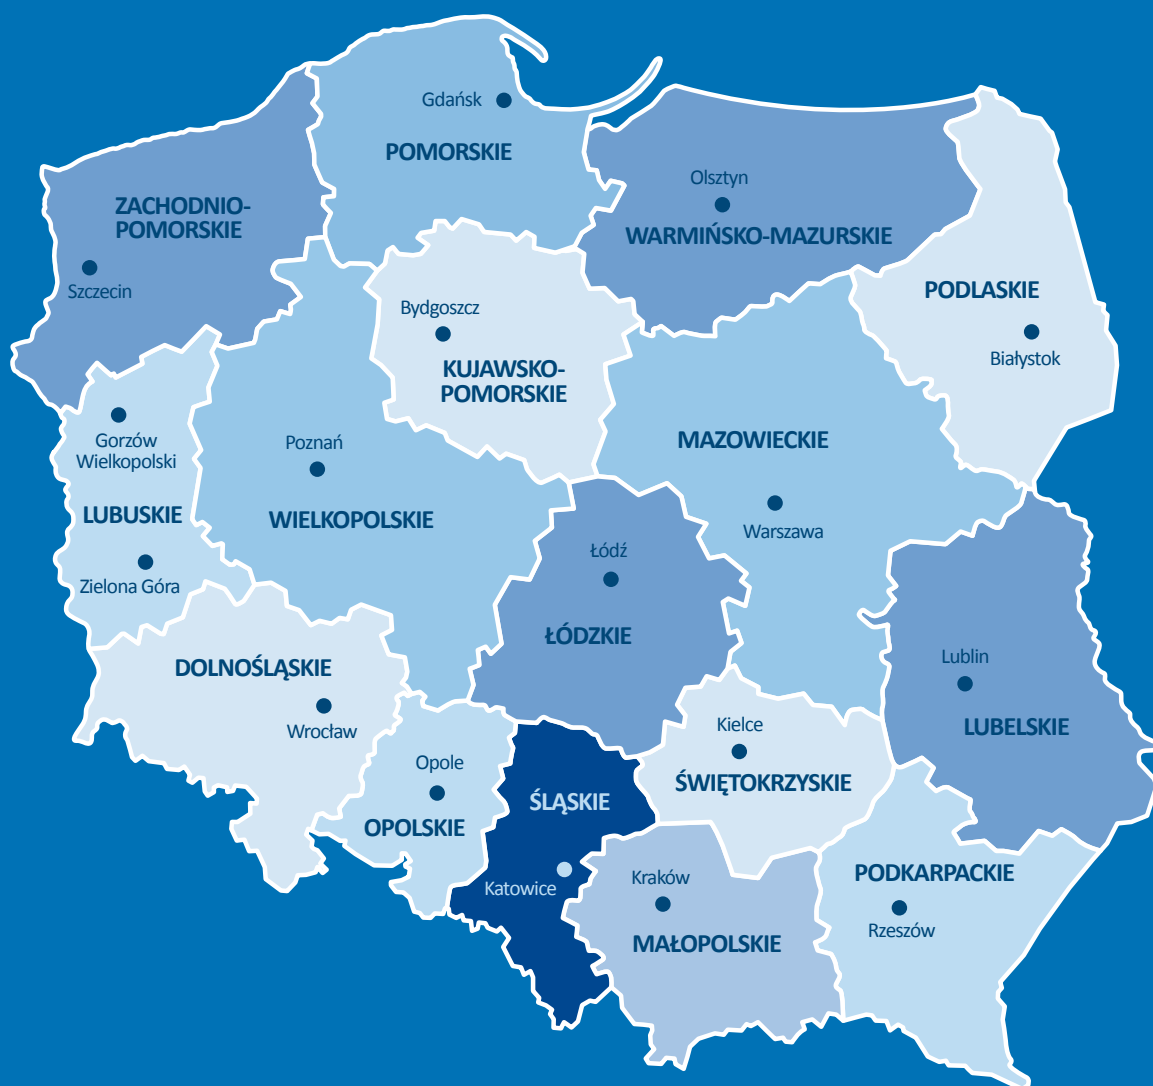 Gdańsk
POMORSKIE
ZACHODNIO-
POMORSKIE
Szczecin
Olsztyn
WARMIŃSKO-MAZURSKIE
PODLASKIE
Białystok
Bydgoszcz
KUJAWSKO-
POMORSKIE
Gorzów
Wielkopolski
LUBUSKIE
Zielona Góra
Poznań
WIELKOPOLSKIE
MAZOWIECKIE
Warszawa
Łódź
ŁÓDZKIE
DOLNOŚLĄSKIE
Wrocław
Lublin
LUBELSKIE
Opole
OPOLSKIE
ŚLĄSKIE
Katowice
Kielce
ŚWIĘTOKRZYSKIE
Kraków
MAŁOPOLSKIE
PODKARPACKIE
Rzeszów